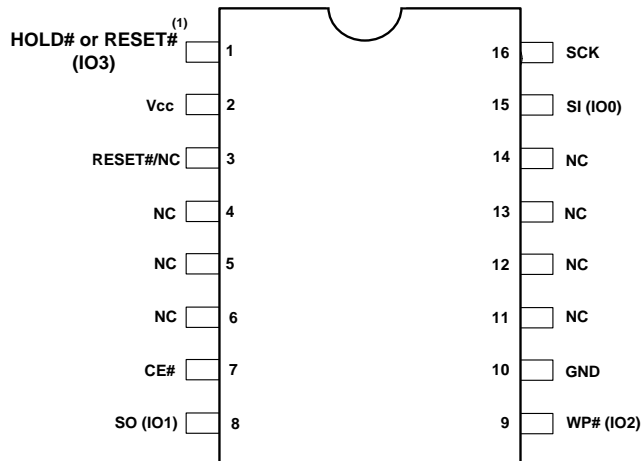 (1)
HOLD# or RESET# 1 16 SCK
(IO3)
Vcc 2 15 SI (IO0)
RESET#/NC 3 14 NC
NC 4 13 NC
NC 5 12 NC
NC 6 11 NC
CE# 7 10 GND
SO (IO1) 8 9 WP# (IO2)